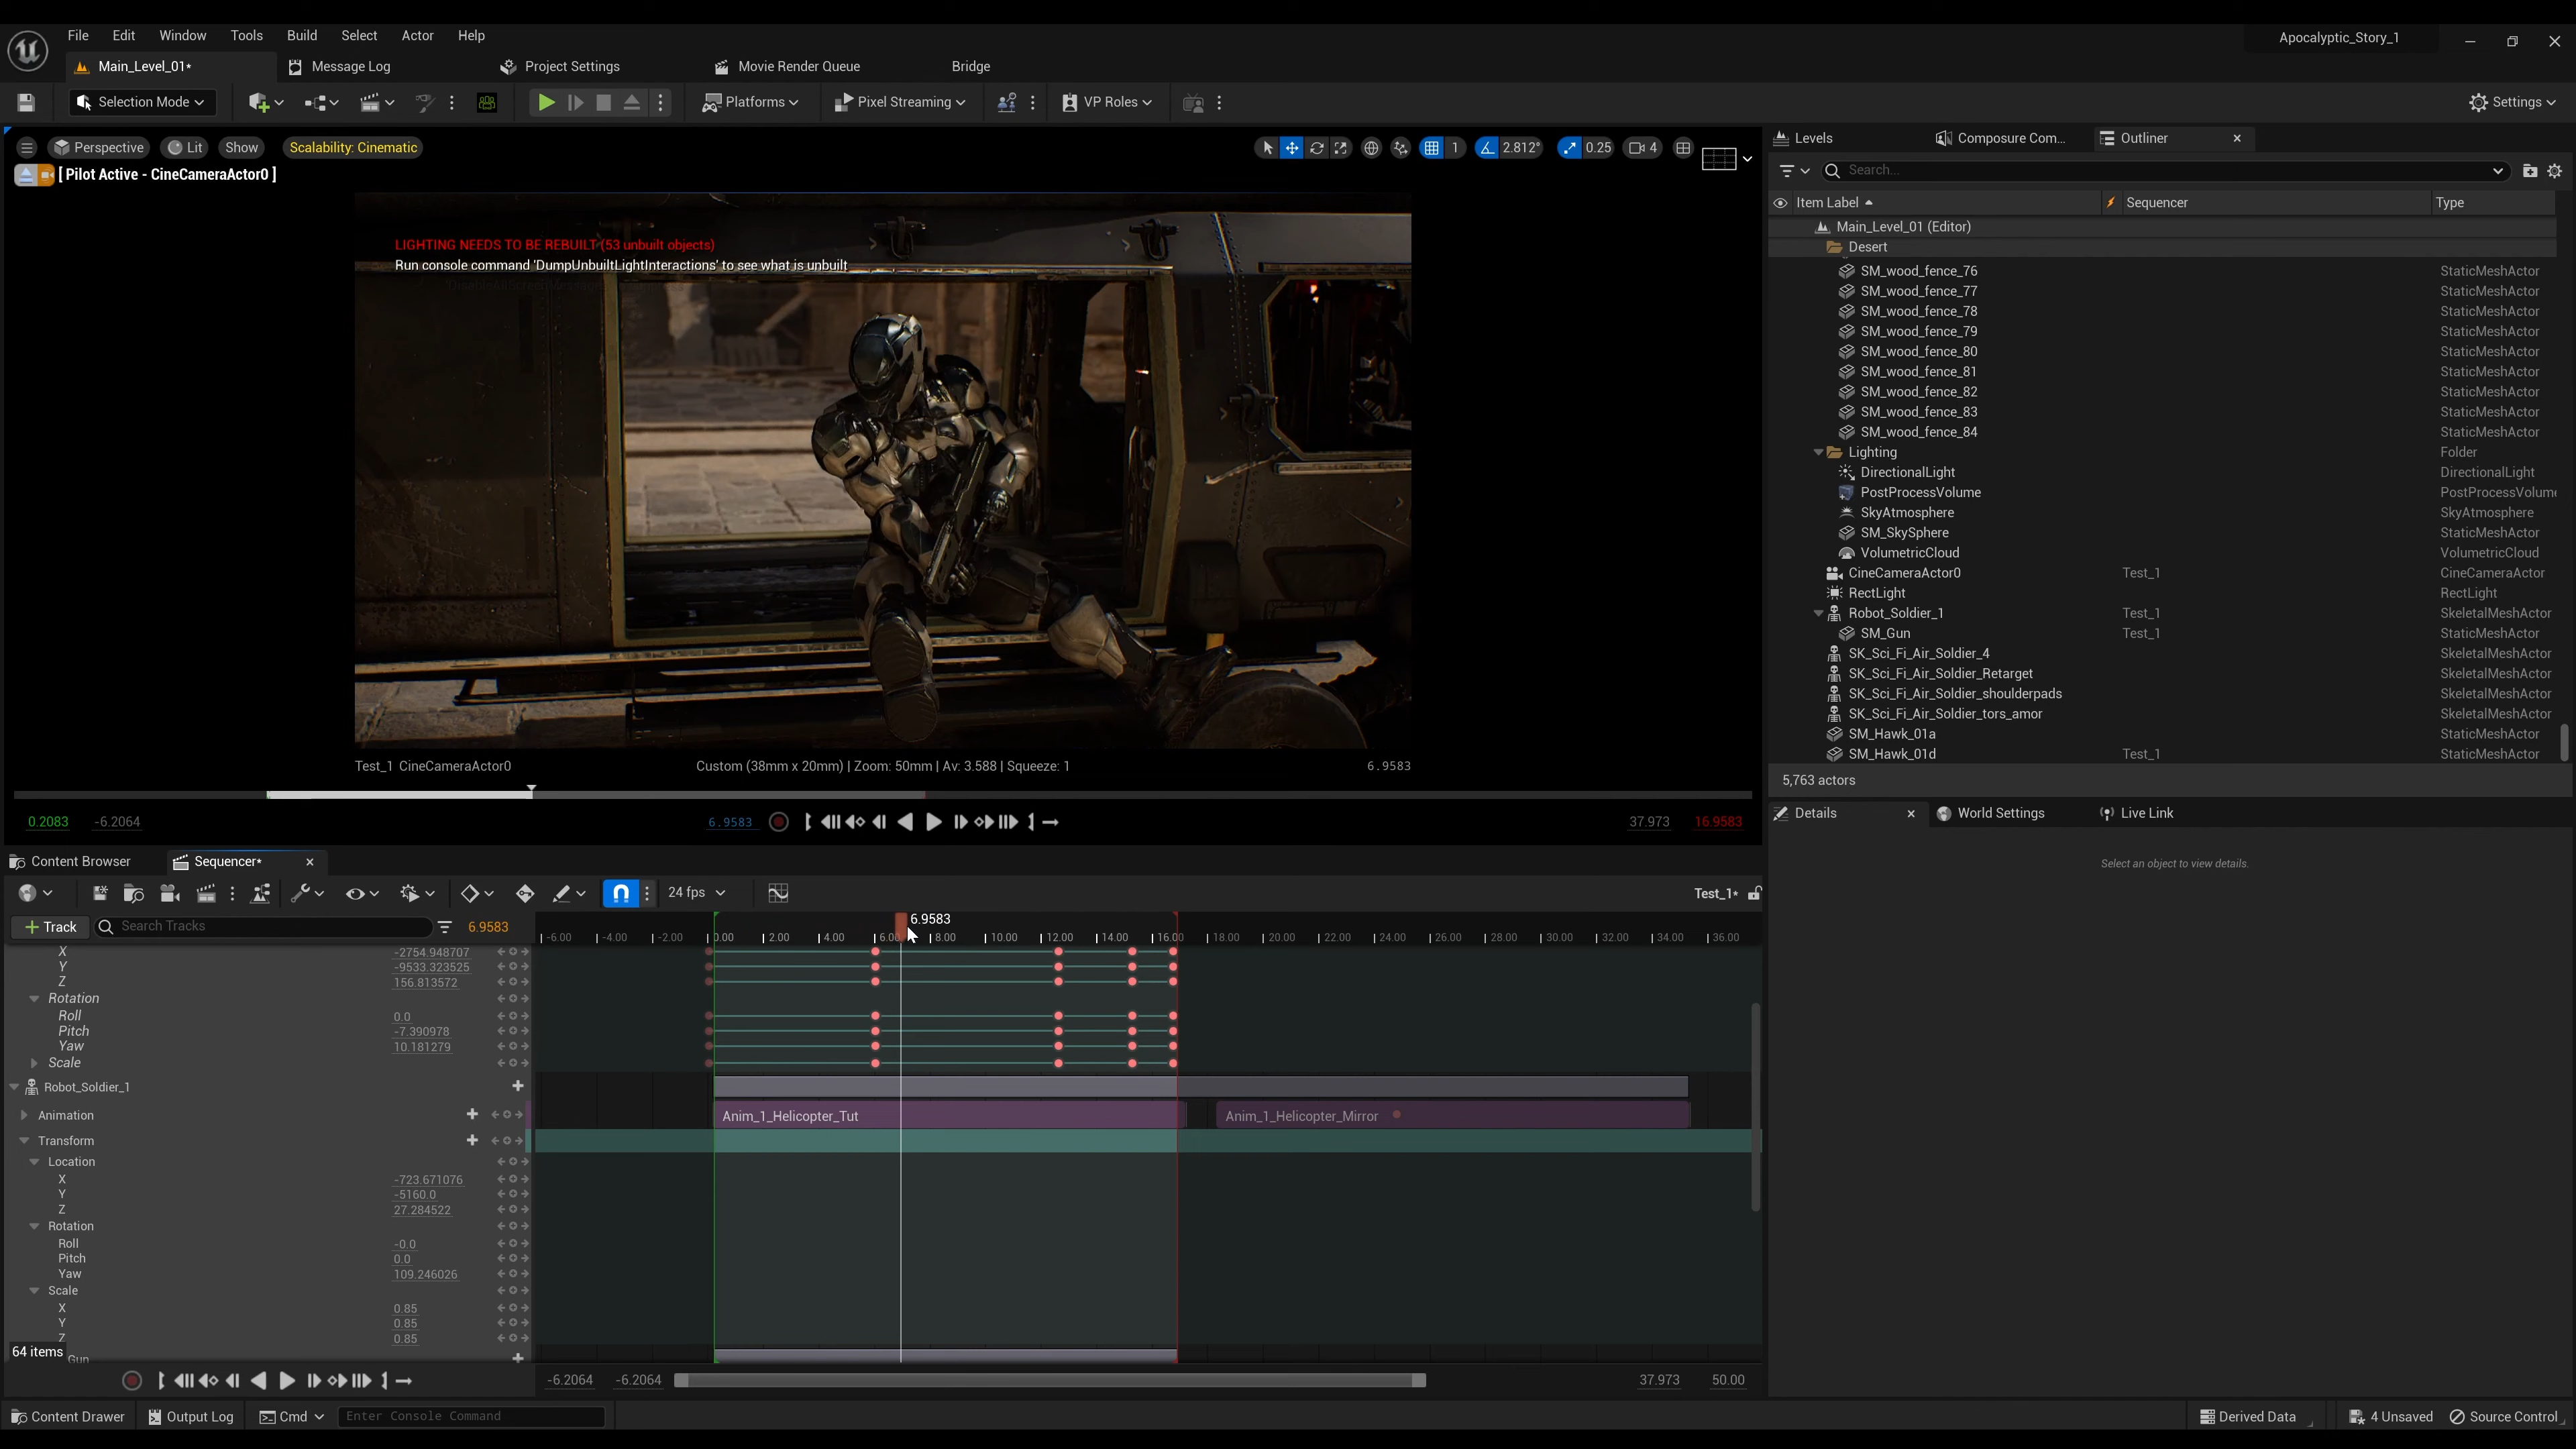 File Edit Window Tools Build Select Actor Help
Apocalyptic_Story_1
Main_Level_01* Message Log Project Settings Movie Render Queue Bridge
Selection Mode Platforms Pixel Streaming VP Roles Settings
Perspective Lit Show Scalability: Cinematic 1 2.812° 0.25 4
[ Pilot Active - CineCameraActor0 ]
LIGHTING NEEDS TO BE REBUILT (53 unbuilt objects)
Run console command 'DumpUnbuiltLightInteractions' to see what is unbuilt
Test_1 CineCameraActor0 Custom (38mm x 20mm) | Zoom: 50mm | Av: 3.588 | Squeeze: 1 6.9583
0.2083 -6.2064 6.9583 37.973 16.9583
Levels Composure Com... Outliner
Search...
Item Label Sequencer Type
Main_Level_01 (Editor)
Desert
SM_wood_fence_76 StaticMeshActor
SM_wood_fence_77 StaticMeshActor
SM_wood_fence_78 StaticMeshActor
SM_wood_fence_79 StaticMeshActor
SM_wood_fence_80 StaticMeshActor
SM_wood_fence_81 StaticMeshActor
SM_wood_fence_82 StaticMeshActor
SM_wood_fence_83 StaticMeshActor
SM_wood_fence_84 StaticMeshActor
Lighting Folder
DirectionalLight DirectionalLight
PostProcessVolume PostProcessVolum
SkyAtmosphere SkyAtmosphere
SM_SkySphere StaticMeshActor
VolumetricCloud VolumetricCloud
CineCameraActor0 Test_1 CineCameraActor
RectLight RectLight
Robot_Soldier_1 Test_1 SkeletalMeshActor
SM_Gun Test_1 StaticMeshActor
SK_Sci_Fi_Air_Soldier_4 SkeletalMeshActor
SK_Sci_Fi_Air_Soldier_Retarget SkeletalMeshActor
SK_Sci_Fi_Air_Soldier_shoulderpads SkeletalMeshActor
SK_Sci_Fi_Air_Soldier_tors_amor SkeletalMeshActor
SM_Hawk_01a StaticMeshActor
SM_Hawk_01d Test_1 StaticMeshActor
5,763 actors
Details World Settings Live Link
Select an object to view details.
Content Browser Sequencer*
24 fps Test_1*
+ Track Search Tracks 6.9583
6.9583
-6.00 -4.00 -2.00 0.00 2.00 4.00 6.00 8.00 10.00 12.00 14.00 16.00 18.00 20.00 22.00 24.00 26.00 28.00 30.00 32.00 34.00 36.00
X -2754.948707
Y -9533.323525
Z 156.813572
Rotation
Roll 0.0
Pitch -7.390978
Yaw 10.181279
Scale
Robot_Soldier_1
Animation Anim_1_Helicopter_Tut Anim_1_Helicopter_Mirror
Transform
Location
X -723.671076
Y -5160.0
Z 27.284522
Rotation
Roll -0.0
Pitch 0.0
Yaw 109.246026
Scale
X 0.85
Y 0.85
Z 0.85
64 items
Gun
-6.2064 -6.2064 37.973 50.00
Content Drawer Output Log Cmd Enter Console Command Derived Data 4 Unsaved Source Control